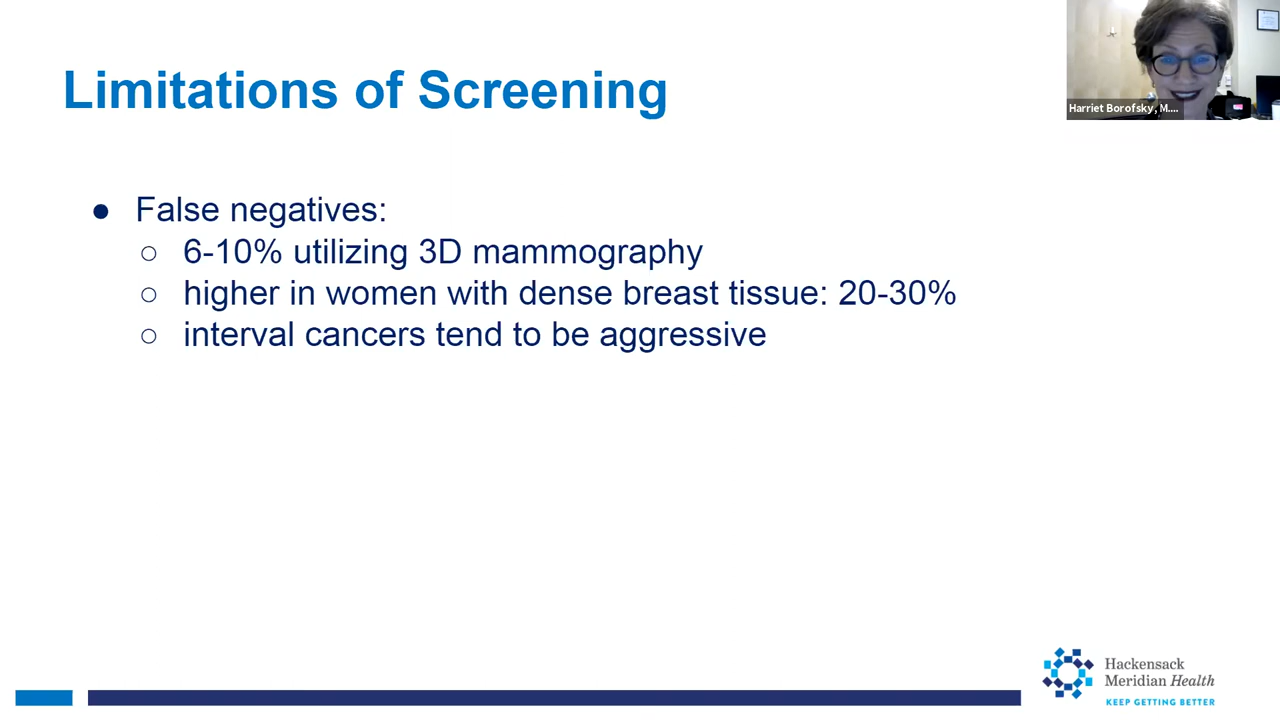 Limitations of Screening
Harriet Borofsky, M....
● False negatives:
○ 6-10% utilizing 3D mammography
○ higher in women with dense breast tissue: 20-30%
○ interval cancers tend to be aggressive
Hackensack
Meridian Health
KEEP GETTING BETTER